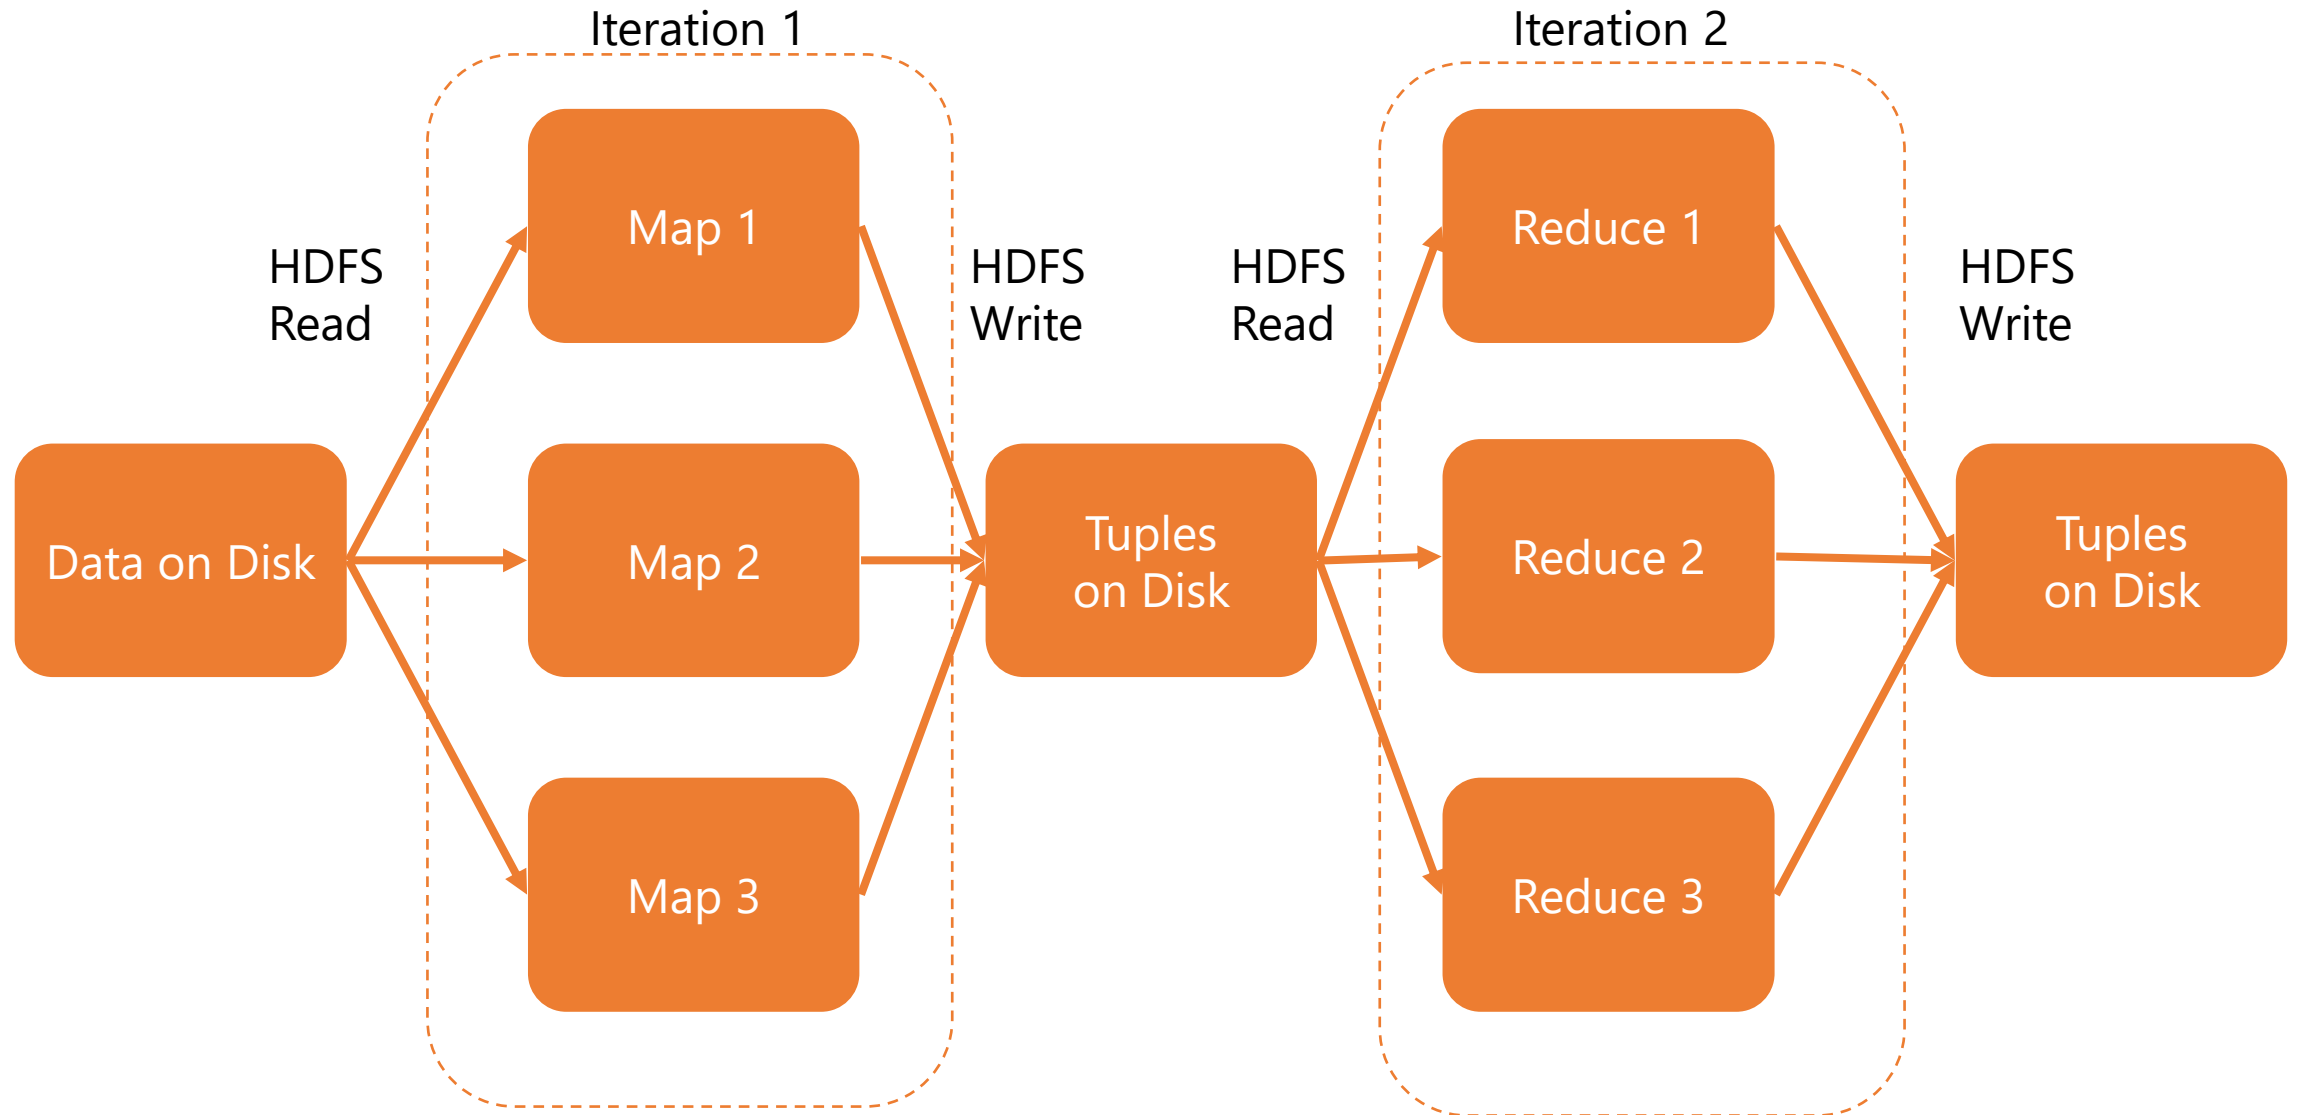 Iteration 1
Iteration 2
Map 1
Reduce 1
HDFS
Read
HDFS
Write
HDFS
Read
HDFS
Write
Data on Disk
Map 2
Tuples
on Disk
Reduce 2
Tuples
on Disk
Map 3
Reduce 3